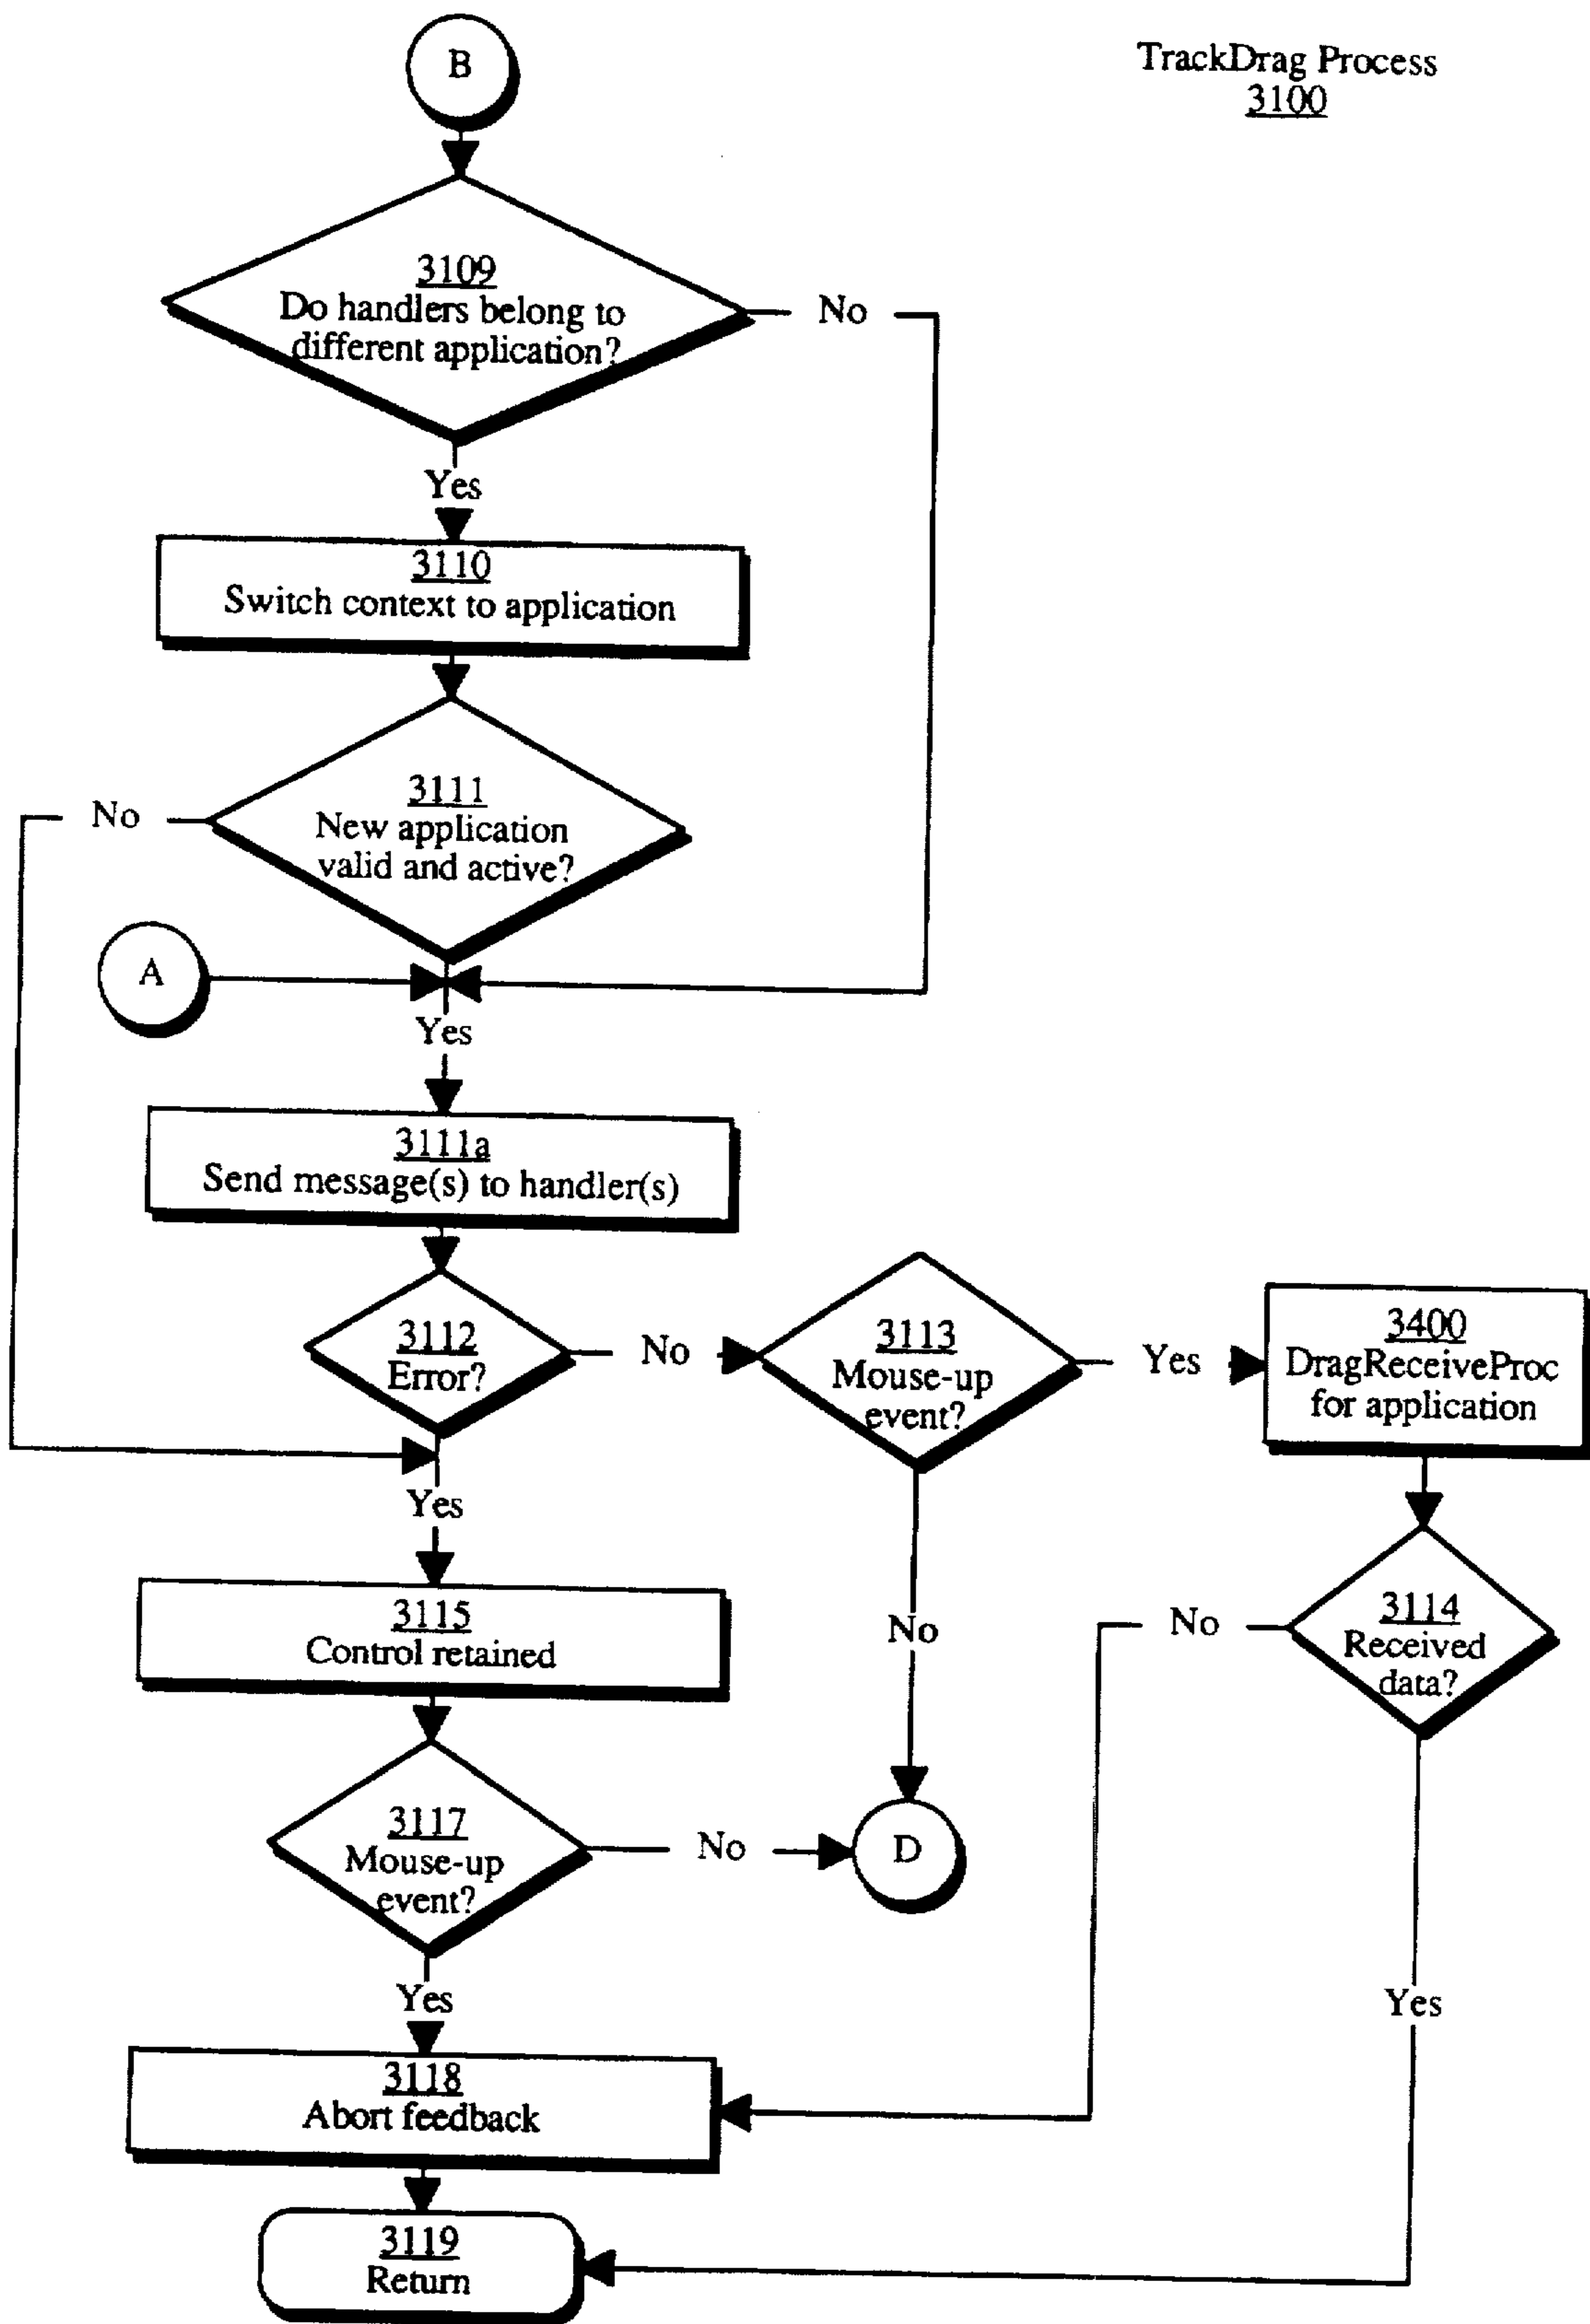 B
TrackDrag Process
3100
3109
Do handlers belong to
different application?
No
Yes
3110
Switch context to application
3111
New application
valid and active?
No
A
Yes
3111a
Send message(s) to handler(s)
3112
Error?
No
3113
Mouse-up
event?
Yes
3400
DragReceiveProc
for application
Yes
3115
Control retained
No
3114
Received
data?
No
3117
Mouse-up
event?
No
D
Yes
Yes
3118
Abort feedback
3119
Return